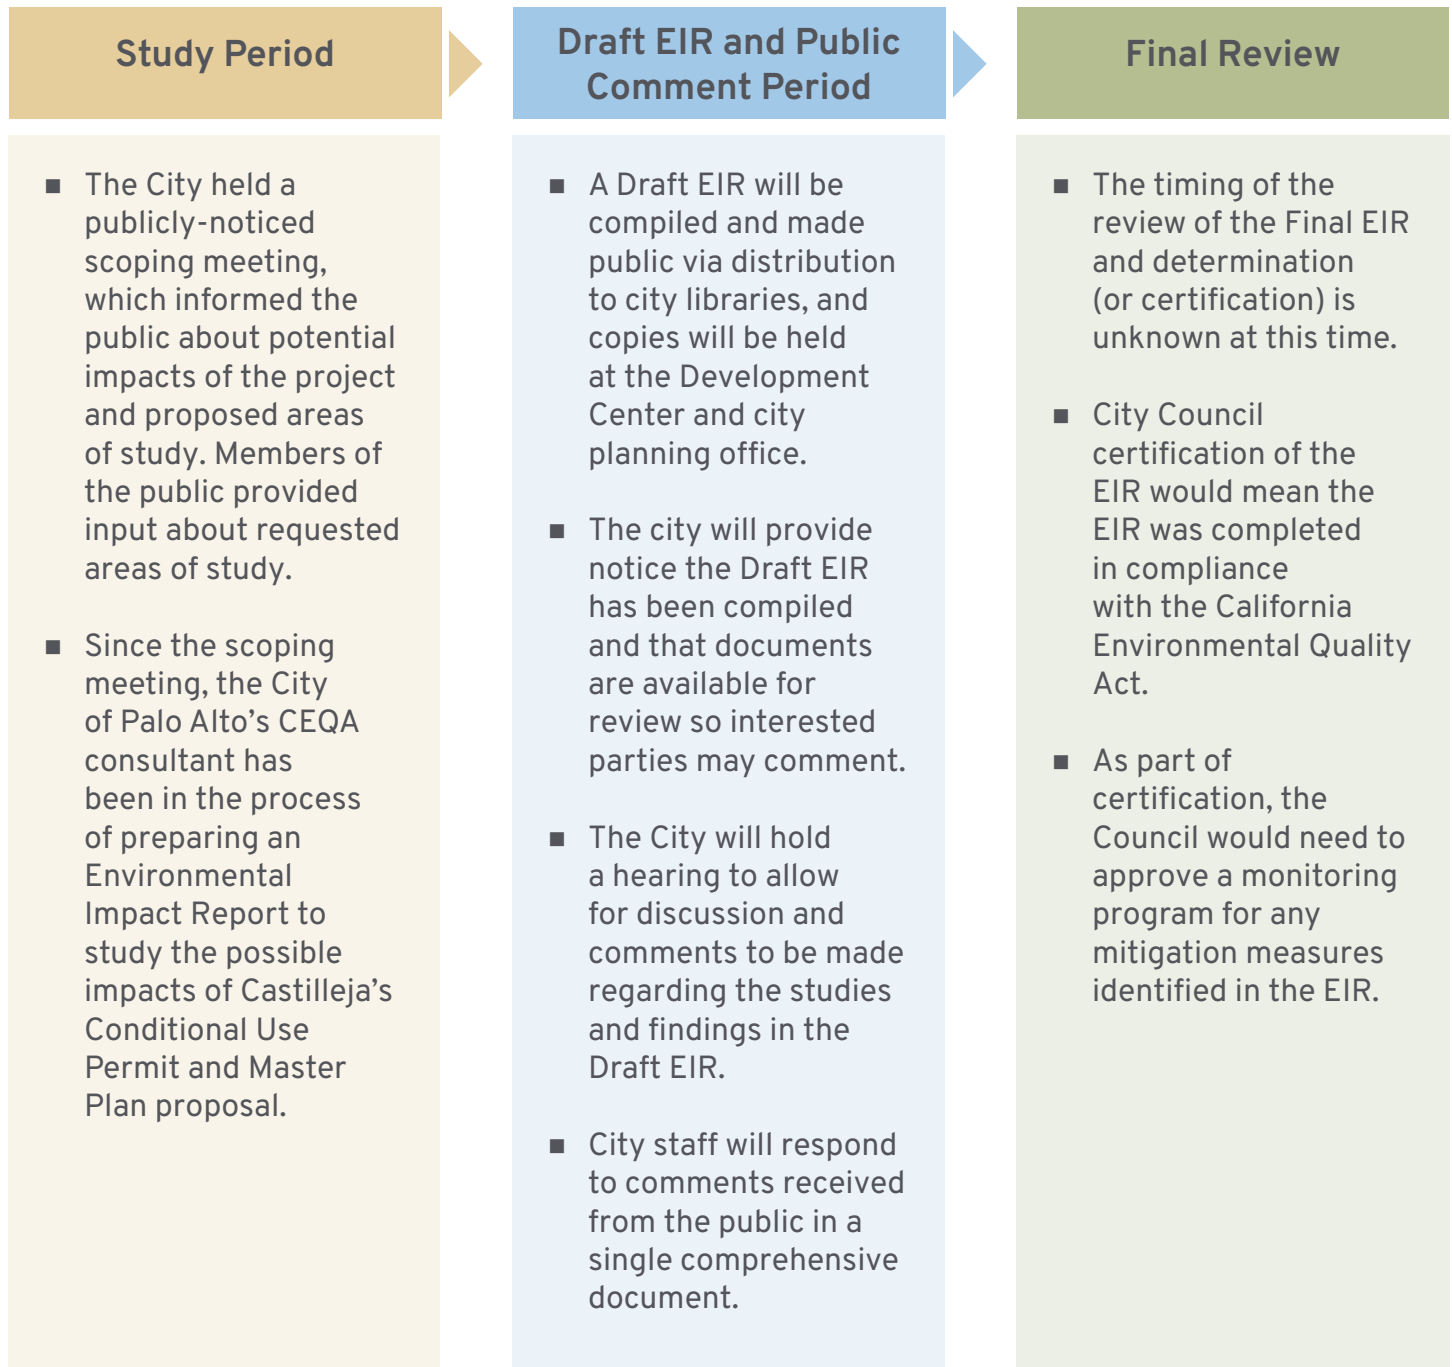 Study Period
■ The City held a
publicly-noticed
scoping meeting,
which informed the
public about potential
impacts of the project
and proposed areas
of study. Members of
the public provided
input about requested
areas of study.
■ Since the scoping
meeting, the City
of Palo Alto’s CEQA
consultant has
been in the process
of preparing an
Environmental
Impact Report to
study the possible
impacts of Castilleja’s
Conditional Use
Permit and Master
Plan proposal.
Draft EIR and Public
Comment Period
■ A Draft EIR will be
compiled and made
public via distribution
to city libraries, and
copies will be held
at the Development
Center and city
planning office.
■ The city will provide
notice the Draft EIR
has been compiled
and that documents
are available for
review so interested
parties may comment.
■ The City will hold
a hearing to allow
for discussion and
comments to be made
regarding the studies
and findings in the
Draft EIR.
■ City staff will respond
to comments received
from the public in a
single comprehensive
document.
Final Review
■ The timing of the
review of the Final EIR
and determination
(or certification) is
unknown at this time.
■ City Council
certification of the
EIR would mean the
EIR was completed
in compliance
with the California
Environmental Quality
Act.
■ As part of
certification, the
Council would need to
approve a monitoring
program for any
mitigation measures
identified in the EIR.